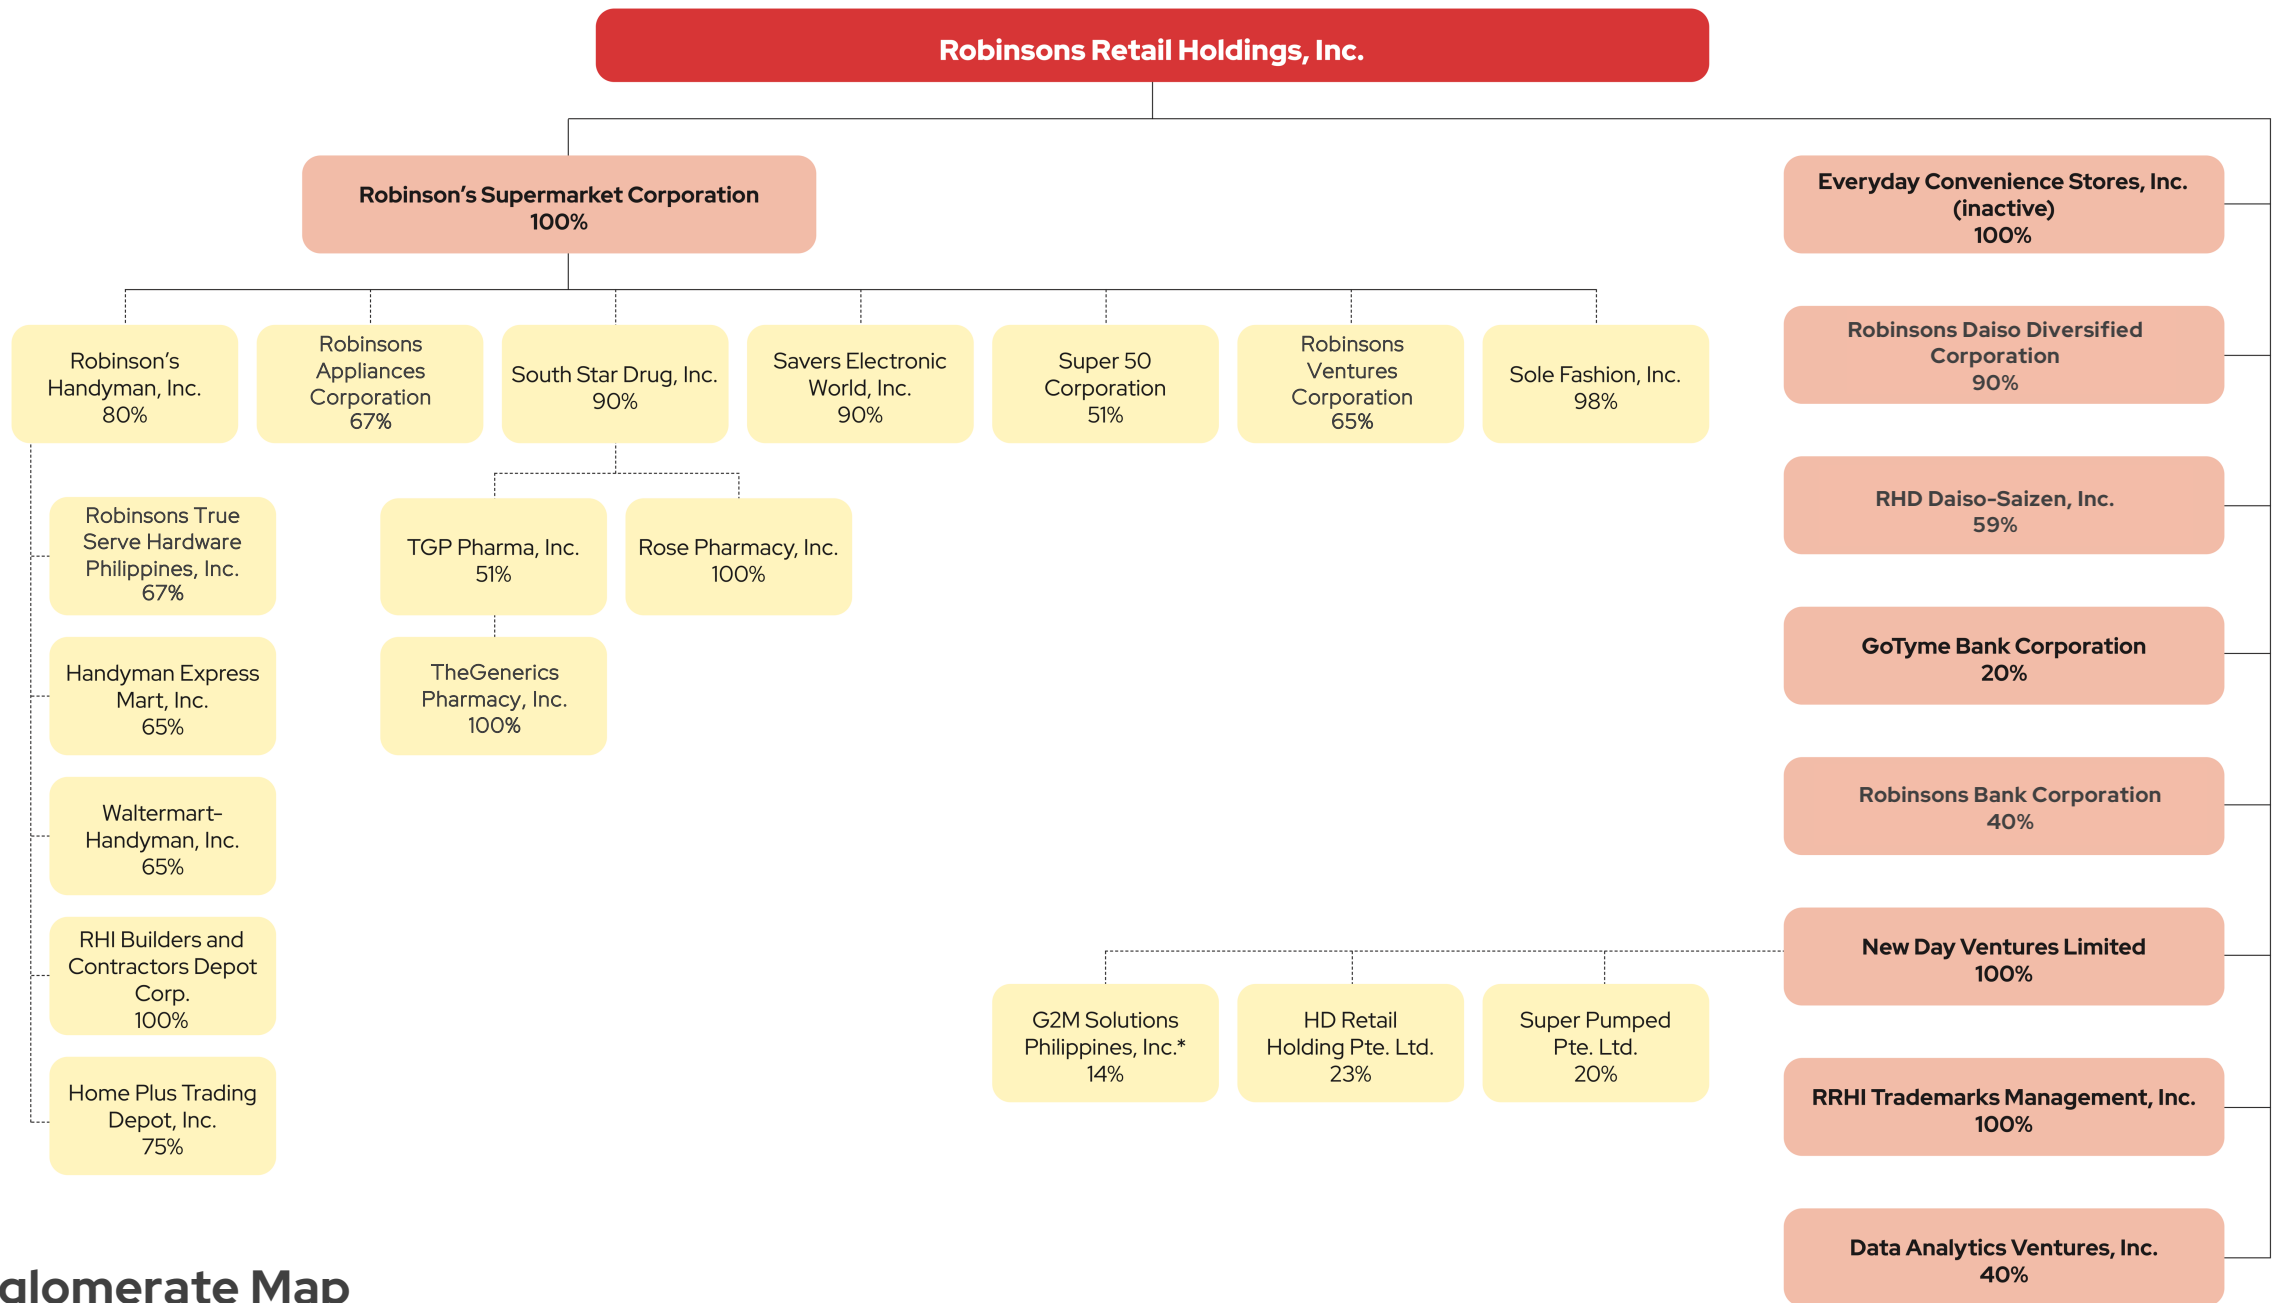 Robinsons Retail Holdings, Inc.
Robinson’s Supermarket Corporation
100%
Everyday Convenience Stores, Inc.
(inactive)
100%
Robinsons Daiso Diversified
Corporation
90%
RHD Daiso-Saizen, Inc.
59%
GoTyme Bank Corporation
20%
Robinsons Bank Corporation
40%
New Day Ventures Limited
100%
RRHI Trademarks Management, Inc.
100%
Data Analytics Ventures, Inc.
40%
Robinson’s
Handyman, Inc.
80%
Robinsons
Appliances
Corporation
67%
South Star Drug, Inc.
90%
Savers Electronic
World, Inc.
90%
Super 50
Corporation
51%
Robinsons
Ventures
Corporation
65%
Sole Fashion, Inc.
98%
Robinsons True
Serve Hardware
Philippines, Inc.
67%
Handyman Express
Mart, Inc.
65%
Waltermart-
Handyman, Inc.
65%
RHI Builders and
Contractors Depot
Corp.
100%
Home Plus Trading
Depot, Inc.
75%
TGP Pharma, Inc.
51%
Rose Pharmacy, Inc.
100%
TheGenerics
Pharmacy, Inc.
100%
G2M Solutions
Philippines, Inc.*
14%
HD Retail
Holding Pte. Ltd.
23%
Super Pumped
Pte. Ltd.
20%
glomerate Map